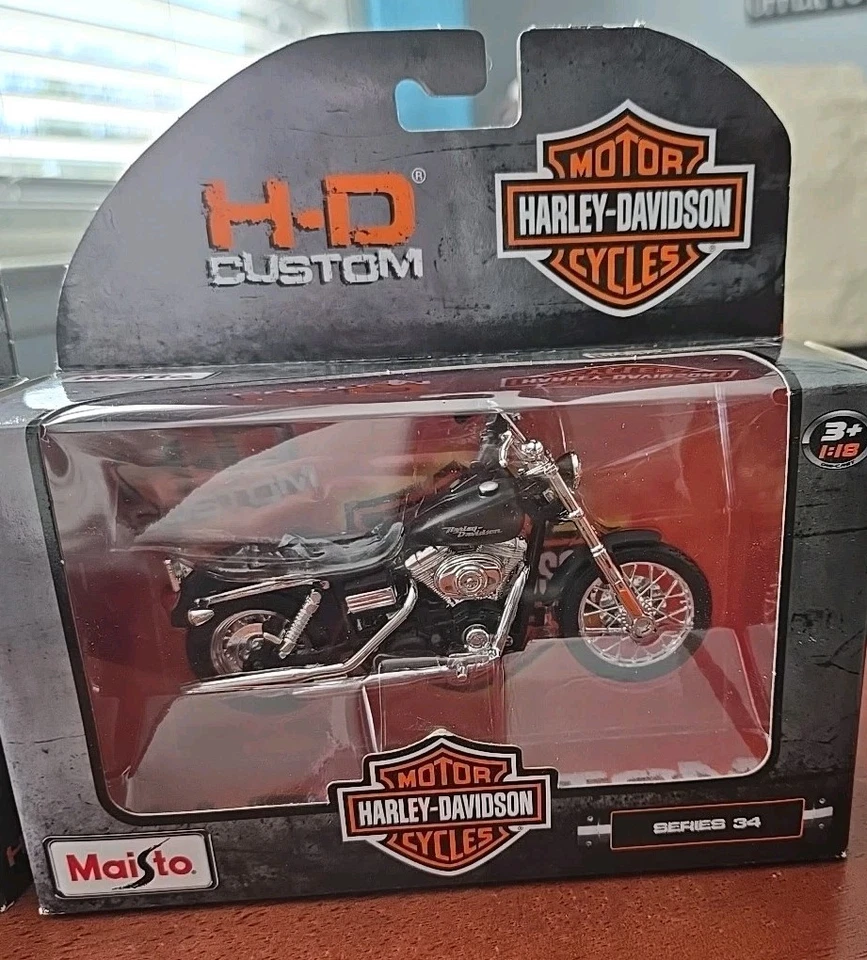 H-D®
CUSTOM
MOTOR
HARLEY-DAVIDSON
CYCLES
3+
1:18
Harley-
Davidson
MOTOR
HARLEY-DAVIDSON
CYCLES
SERIES 34
Maisto